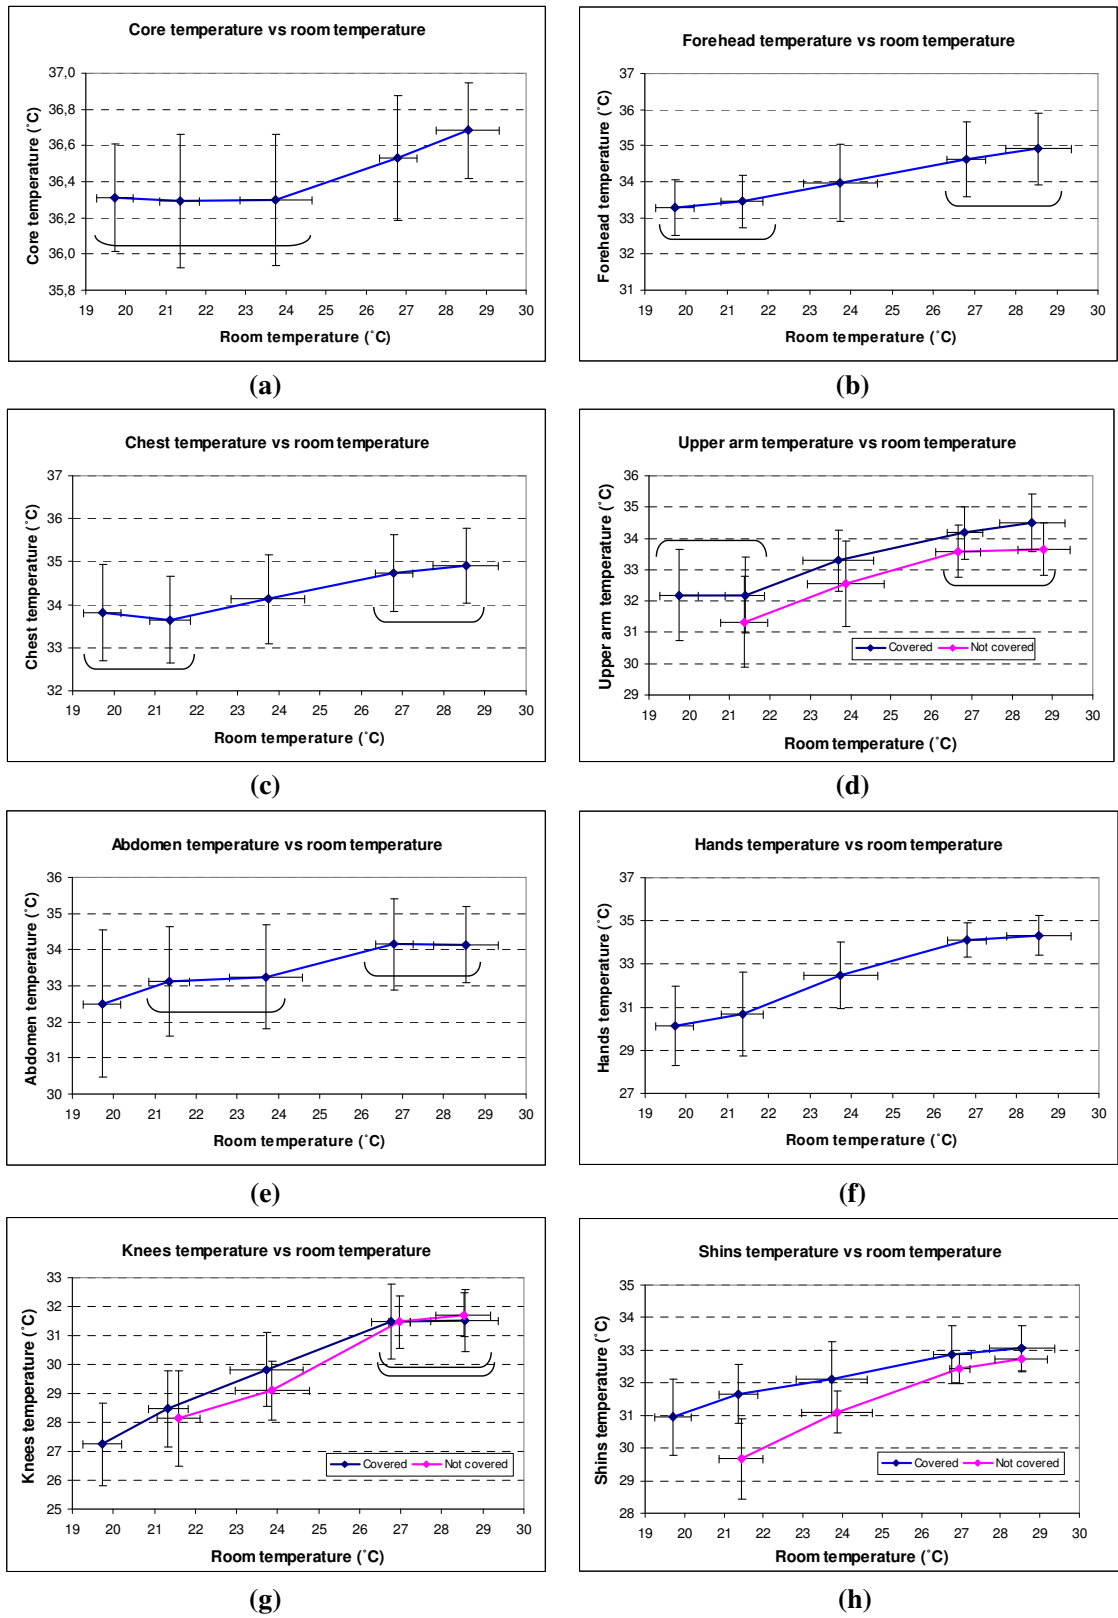 Core temperature vs room temperature
Core temperature (˚C)
37,0
36,8
36,6
36,4
36,2
36,0
35,8
19 20 21 22 23 24 25 26 27 28 29 30
Room temperature (˚C)
(a)
Forehead temperature vs room temperature
Forehead temperature (˚C)
37
36
35
34
33
32
31
19 20 21 22 23 24 25 26 27 28 29 30
Room temperature (˚C)
(b)
Chest temperature vs room temperature
Chest temperature (˚C)
37
36
35
34
33
32
19 20 21 22 23 24 25 26 27 28 29 30
Room temperature (˚C)
(c)
Upper arm temperature vs room temperature
Upper arm temperature (˚C)
36
35
34
33
32
31
30
29
Covered Not covered
19 20 21 22 23 24 25 26 27 28 29 30
Room temperature (˚C)
(d)
Abdomen temperature vs room temperature
Abdomen temperature (˚C)
36
35
34
33
32
31
30
19 20 21 22 23 24 25 26 27 28 29 30
Room temperature (˚C)
(e)
Hands temperature vs room temperature
Hands temperature (˚C)
37
35
33
31
29
27
19 20 21 22 23 24 25 26 27 28 29 30
Room temperature (˚C)
(f)
Knees temperature vs room temperature
Knees temperature (˚C)
33
32
31
30
29
28
27
26
25
Covered Not covered
19 20 21 22 23 24 25 26 27 28 29 30
Room temperature (˚C)
(g)
Shins temperature vs room temperature
Shins temperature (˚C)
35
34
33
32
31
30
29
28
Covered Not covered
19 20 21 22 23 24 25 26 27 28 29 30
Room temperature (˚C)
(h)